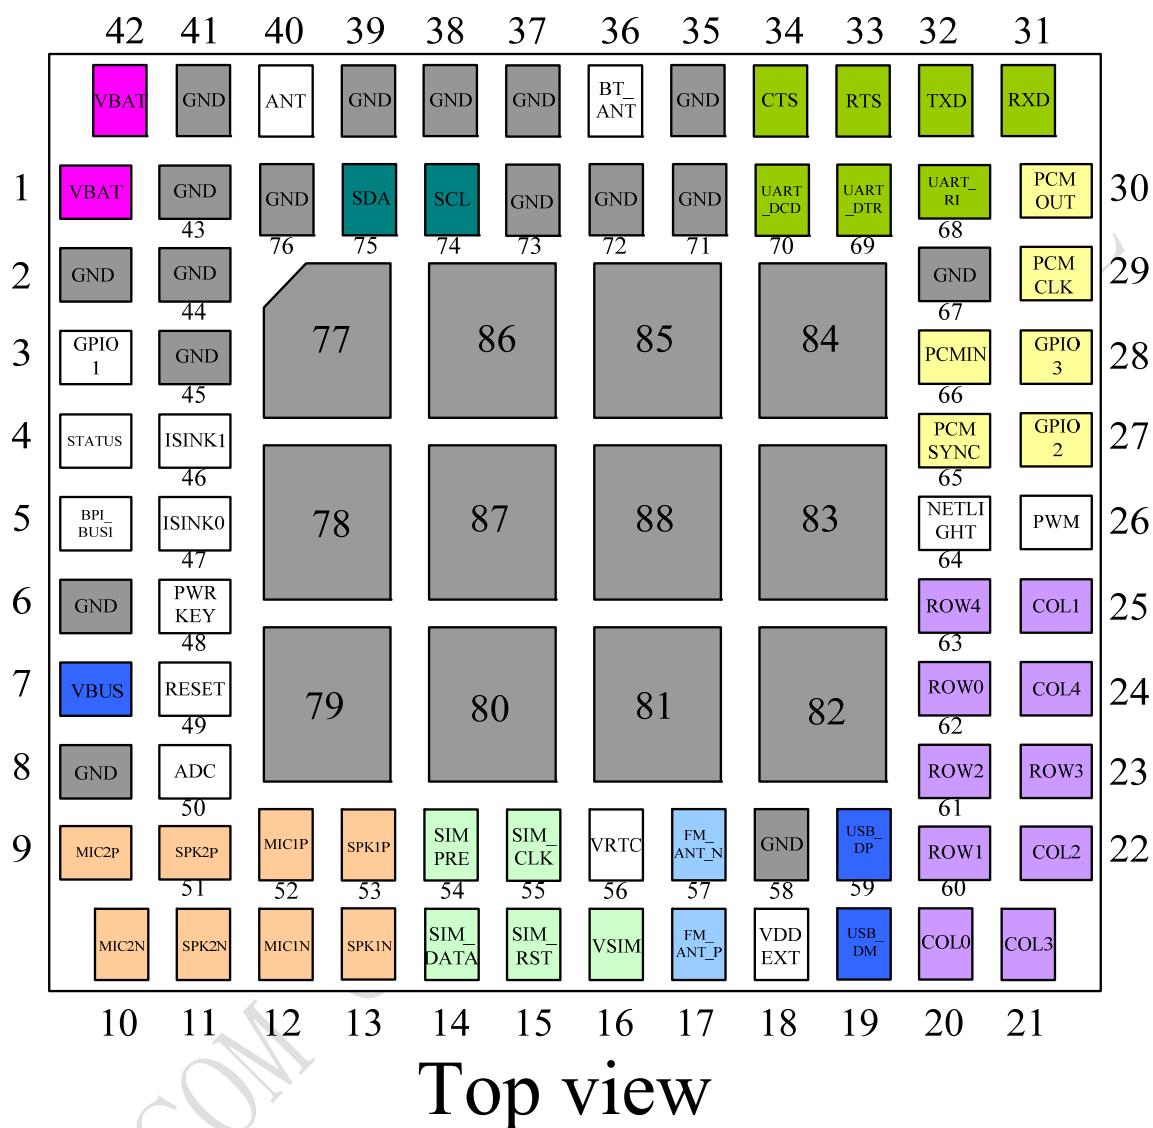 42 41 40 39 38 37 36 35 34 33 32 31
VBAT GND ANT GND GND GND BT_ GND CTS RTS TXD RXD
ANT
1 VBAT GND GND SDA SCL GND GND GND UART UART UART_ PCM 30
_DCD _DTR RI OUT
43 76 75 74 73 72 71 70 69 68
2 GND GND GND PCM 29
CLK
44 67
77 86 85 84
3 GPIO GND PCMIN GPIO 28
1 3
45 66
4 STATUS ISINK1 PCM GPIO 27
SYNC 2
46 65
5 BPI_ ISINK0 78 87 88 83 NETLI PWM 26
BUS1 GHT
47 64
6 GND PWR ROW4 COL1 25
KEY
48 63
7 VBUS RESET ROW0 COL4 24
49 62
79 80 81 82
8 GND ADC ROW2 ROW3 23
50 61
9 MIC2P SPK2P MIC1P SPK1P SIM SIM_ VRTC FM_ GND USB_ ROW1 COL2 22
PRE CLK ANT_N DP
51 52 53 54 55 56 57 58 59 60
MIC2N SPK2N MIC1N SPK1N SIM_ SIM_ VSIM FM_ VDD USB_ COL0 COL3
DATA RST ANT_P EXT DM
10 11 12 13 14 15 16 17 18 19 20 21
Top view
COM